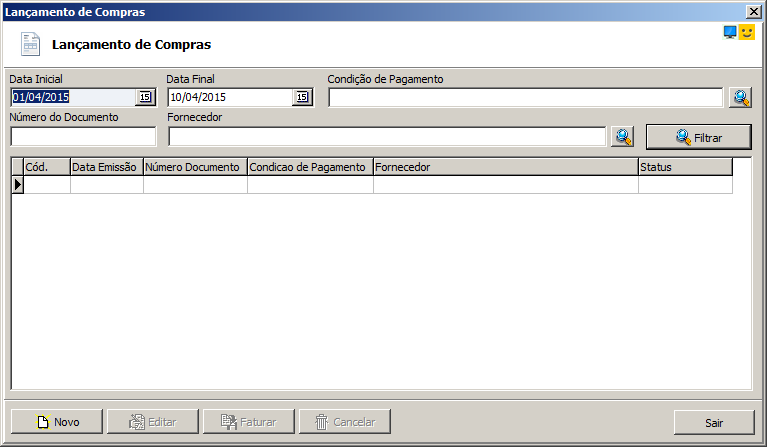 Lançamento de Compras
Lançamento de Compras
Data Inicial Data Final Condição de Pagamento
01/04/2015 15 10/04/2015 15
Número do Documento Fornecedor
Filtrar
Cód. Data Emissão Número Documento Condicao de Pagamento Fornecedor Status
Novo Editar Faturar Cancelar Sair